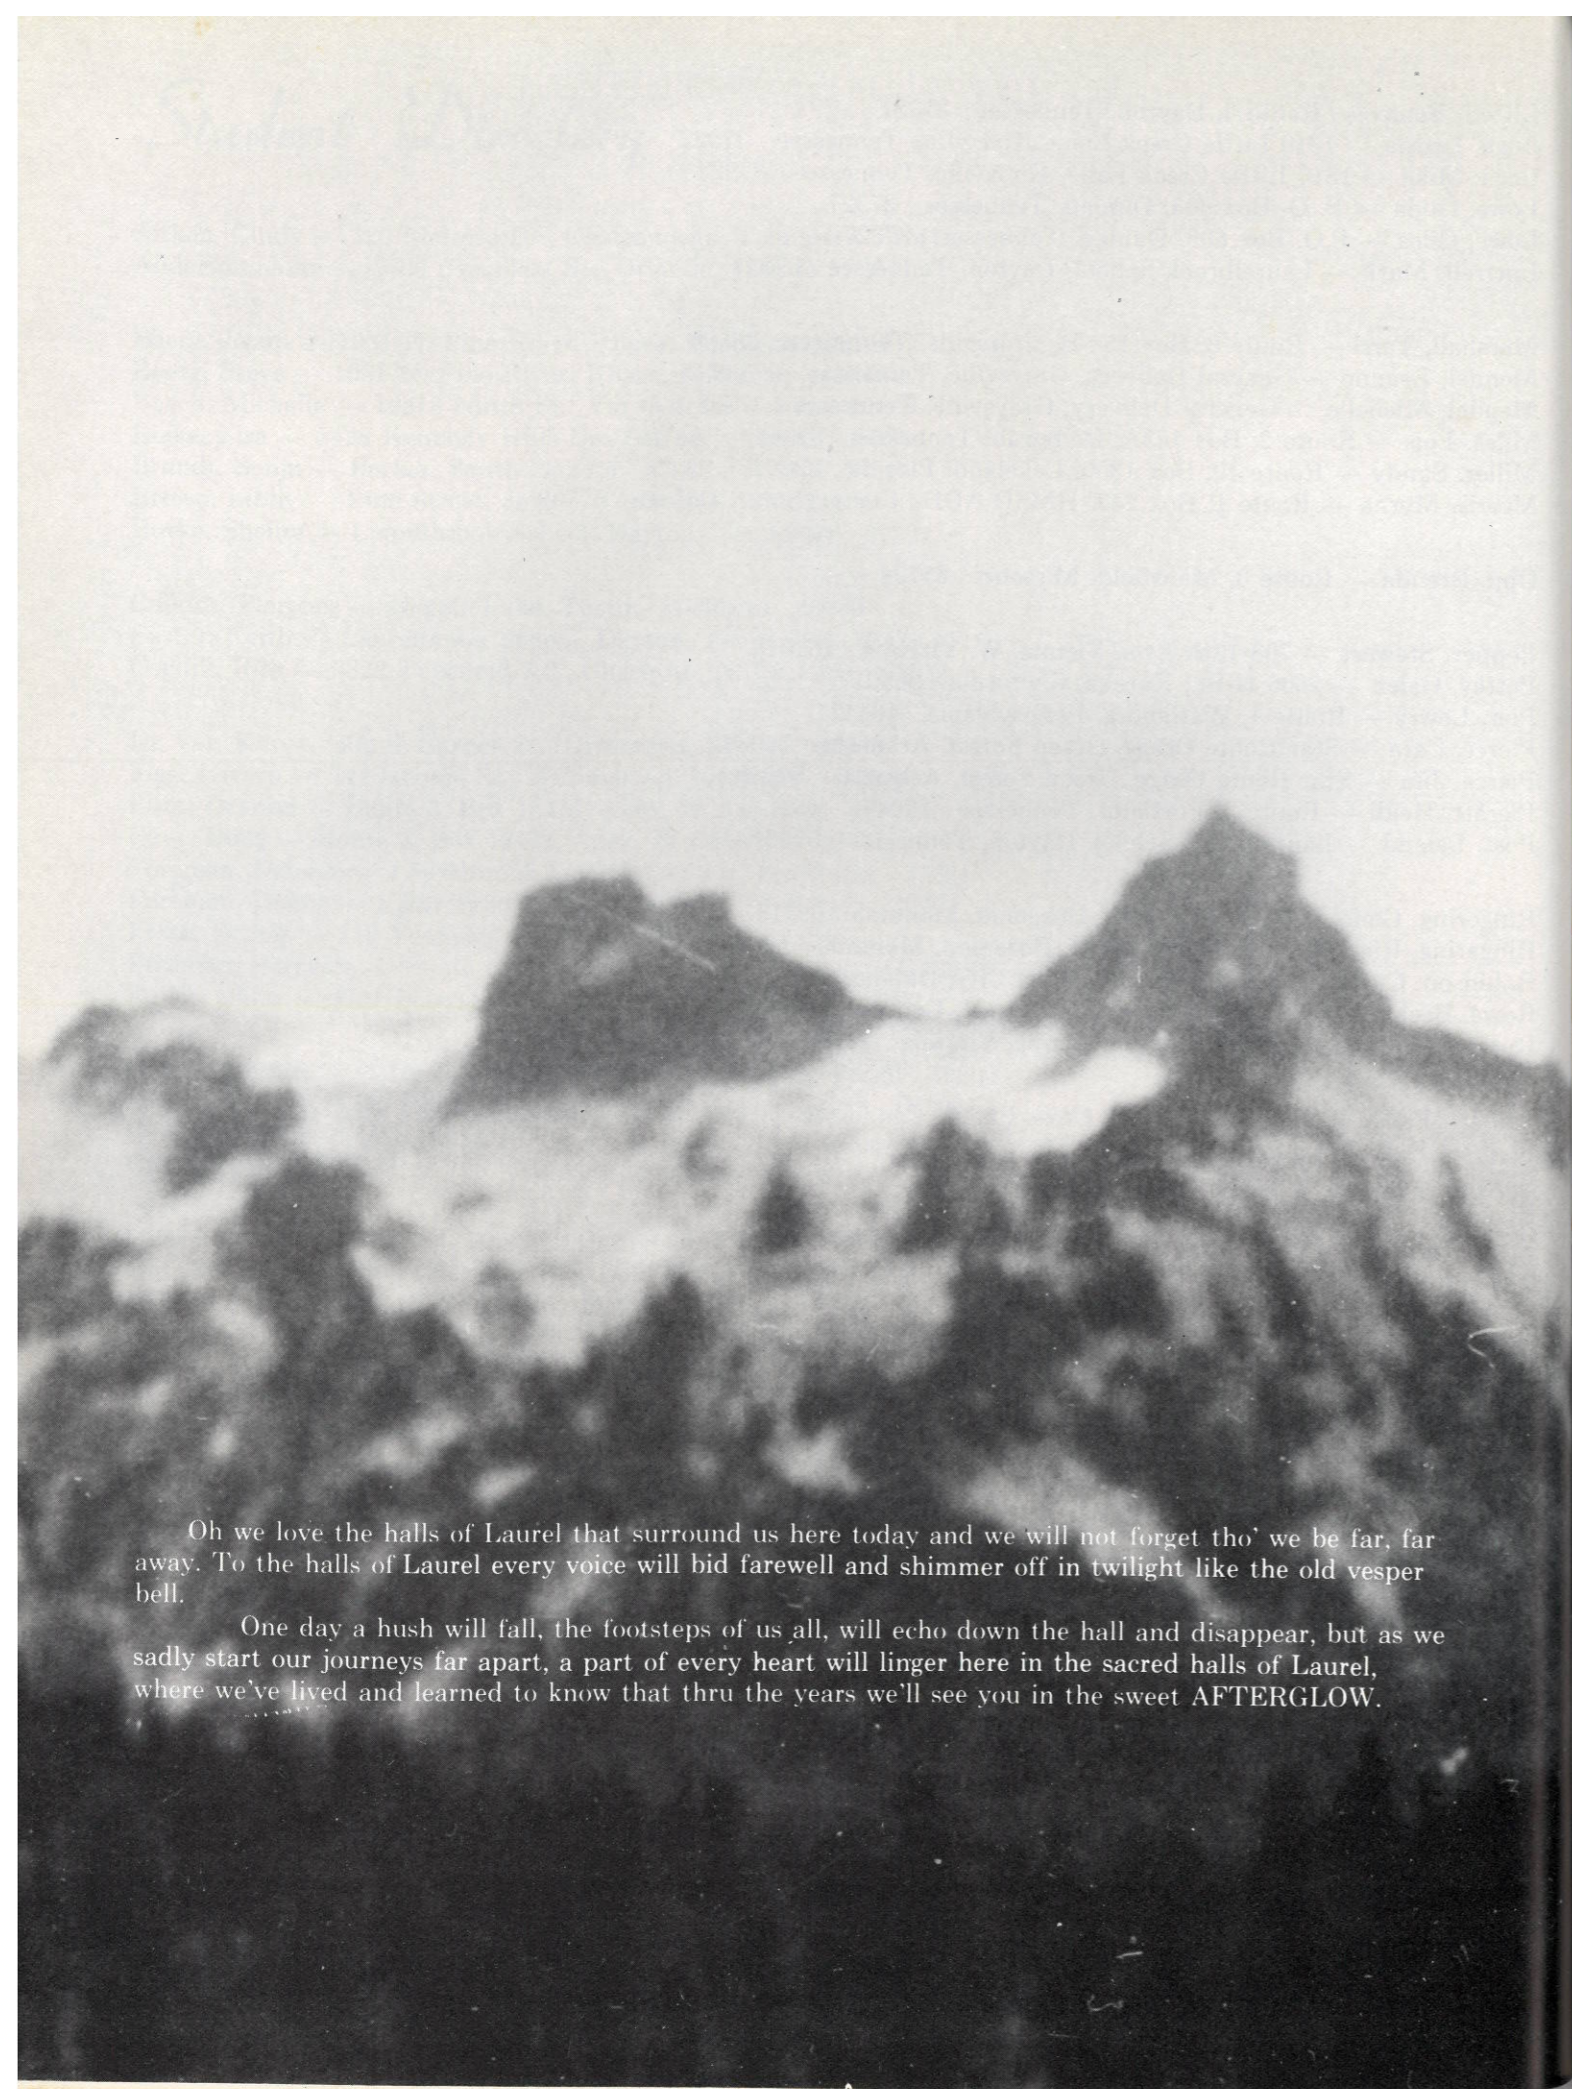 Oh we love the halls of Laurel that surround us here today and we will not forget tho' we be far, far
away. To the halls of Laurel every voice will bid farewell and shimmer off in twilight like the old vesper
bell.
One day a hush will fall, the footsteps of us all, will echo down the hall and disappear, but as we
sadly start our journeys far apart, a part of every heart will linger here in the sacred halls of Laurel,
where we've lived and learned to know that thru the years we'll see you in the sweet AFTERGLOW.